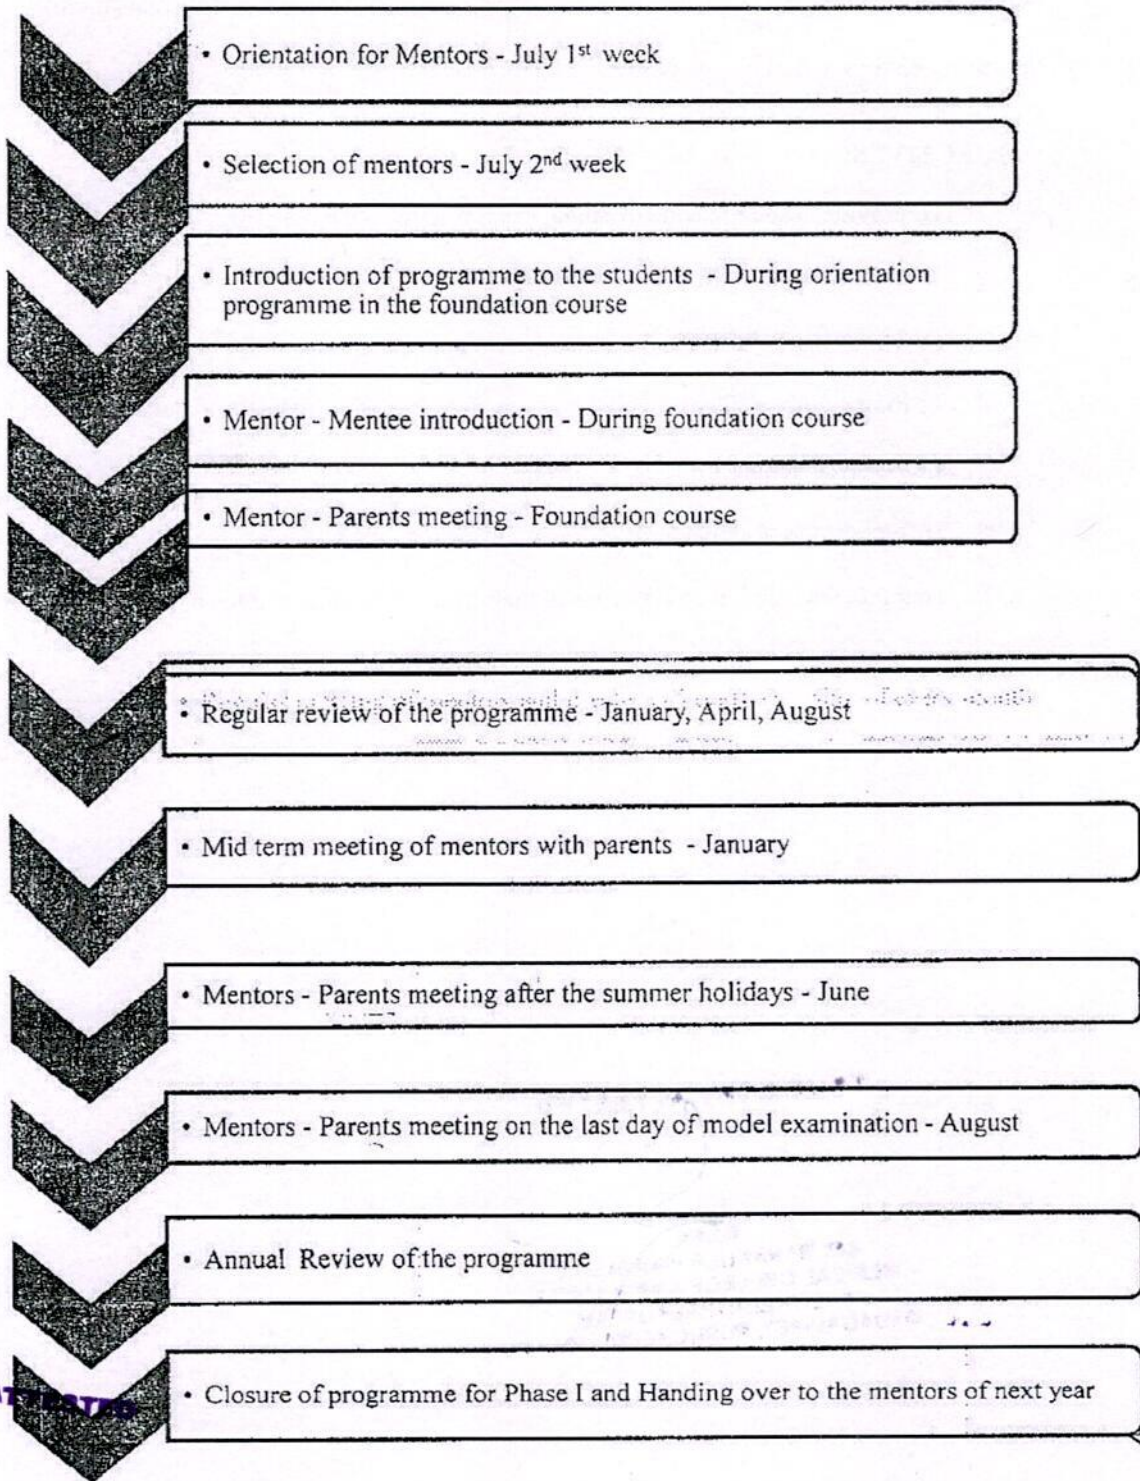 • Orientation for Mentors - July 1st week
• Selection of mentors - July 2nd week
• Introduction of programme to the students - During orientation
programme in the foundation course
• Mentor - Mentee introduction - During foundation course
• Mentor - Parents meeting - Foundation course
• Regular review of the programme - January, April, August
• Mid term meeting of mentors with parents - January
• Mentors - Parents meeting after the summer holidays - June
• Mentors - Parents meeting on the last day of model examination - August
• Annual Review of the programme
• Closure of programme for Phase I and Handing over to the mentors of next year